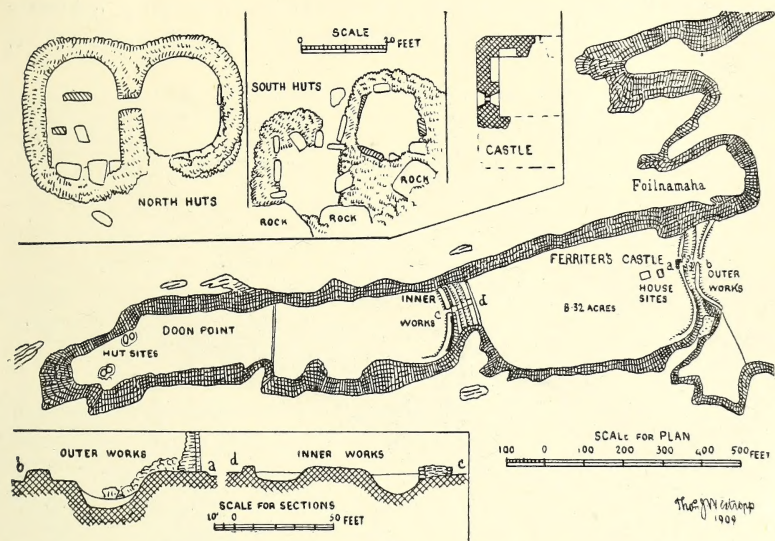 SCALE
0 20 FEET
SOUTH HUTS
NORTH HUTS
ROCK
ROCK
ROCK
CASTLE
Foilnamaha
FERRITER'S CASTLE
a b
HOUSE
SITES
OUTER
WORKS
8·32 ACRES
INNER
WORKS
c d
DOON POINT
HUT SITES
OUTER WORKS
b a
INNER WORKS
d c
SCALE FOR SECTIONS
10 0 50 FEET
SCALE FOR PLAN
100 0 100 200 300 400 500 FEET
Thos. J Westropp
1909